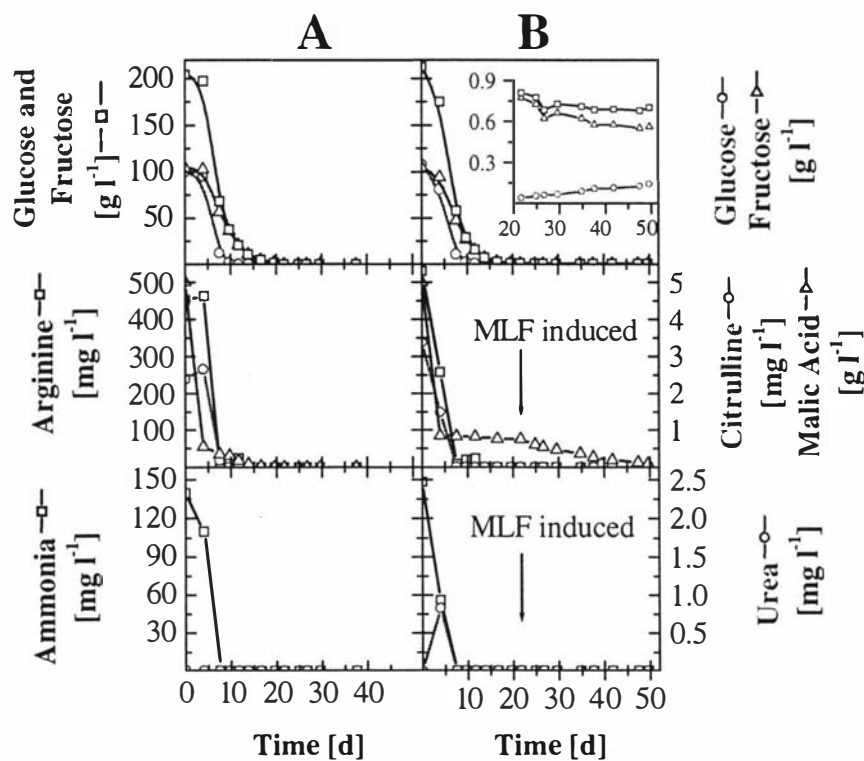 A B
Glucose and
Fructose
[g l⁻¹]—□—
200
150
100
50
0.9
0.6
0.3
20 30 40 50
Glucose —○—
Fructose —△—
[g l⁻¹]
Arginine —□—
[mg l⁻¹]
500
400
300
200
100
MLF induced
5
4
3
2
1
Citrulline —○—
[mg l⁻¹]
Malic Acid —△—
[g l⁻¹]
Ammonia —□—
[mg l⁻¹]
150
120
90
60
30
MLF induced
2.5
2.0
1.5
1.0
0.5
Urea —○—
[mg l⁻¹]
0 10 20 30 40 10 20 30 40 50
Time [d] Time [d]